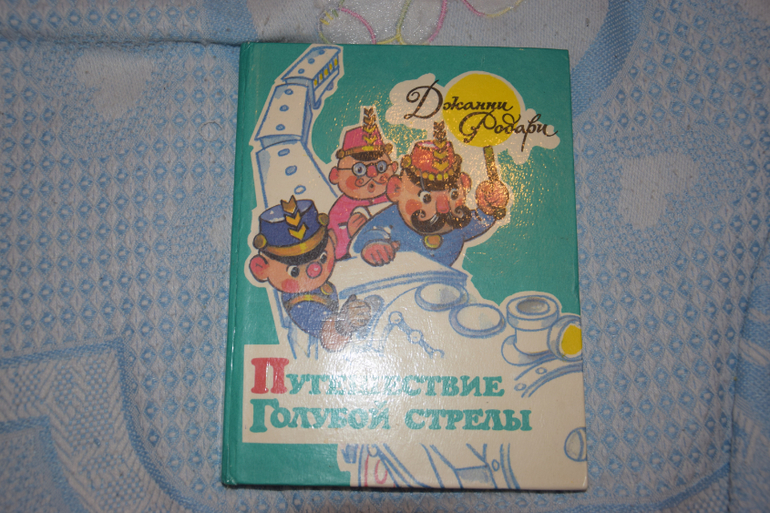 Джанни
Родари
Путешествие
Голубой стрелы